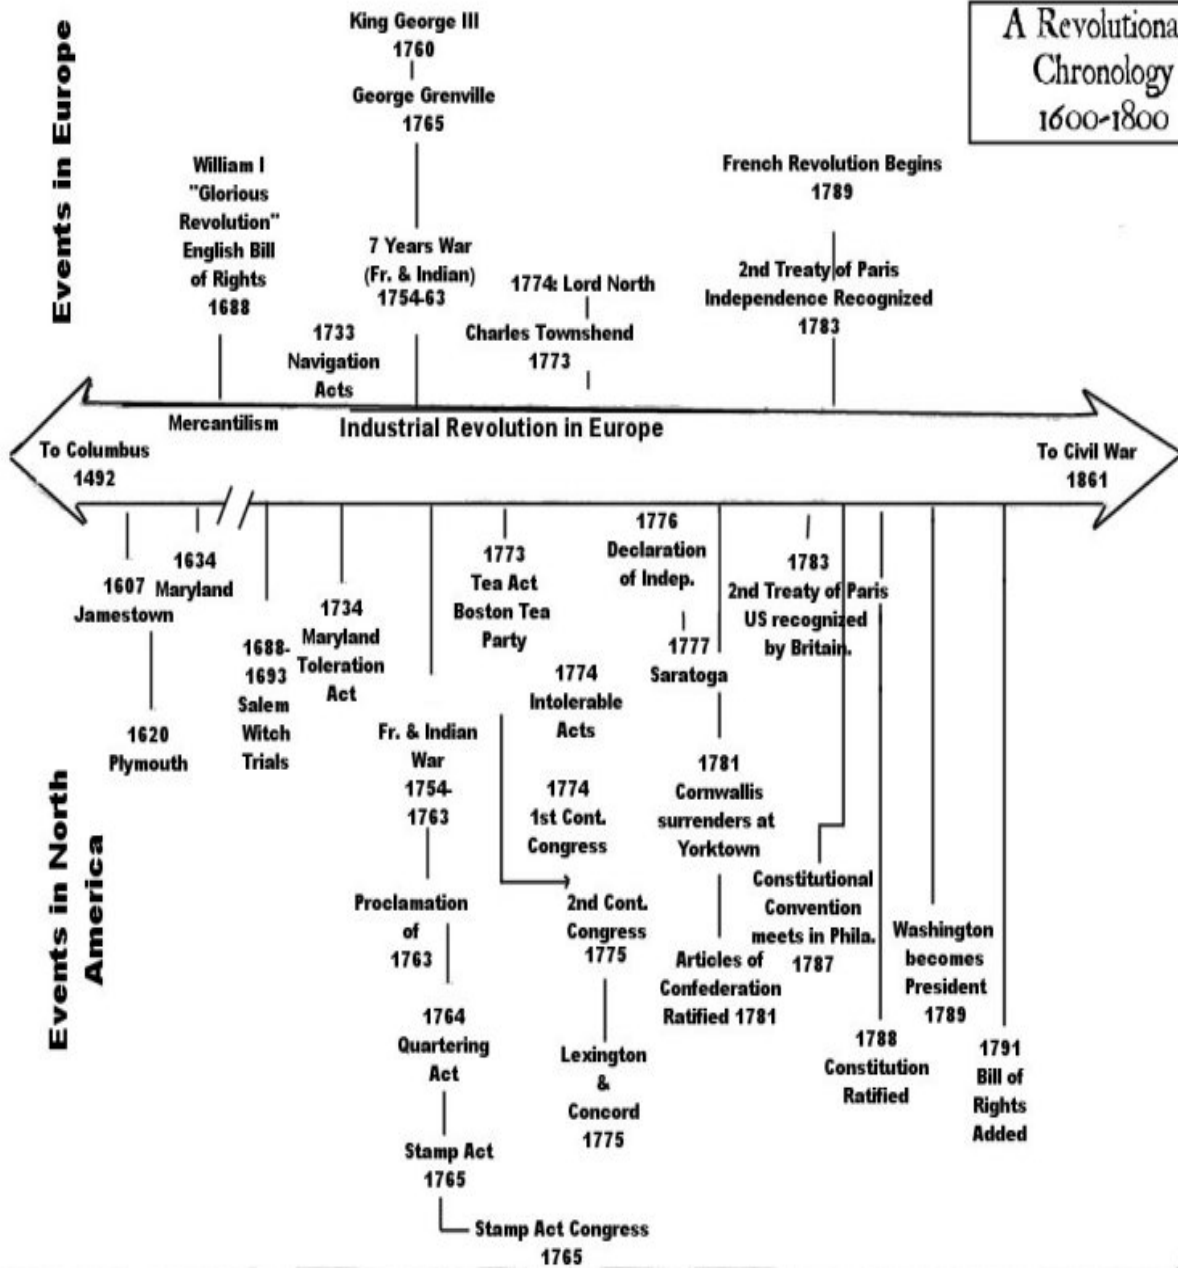 Events in Europe
King George III
1760
George Grenville
1765
A Revolutiona
Chronology
1600-1800
William I
"Glorious
Revolution"
English Bill
of Rights
1688
1733
Navigation
Acts
7 Years War
(Fr. & Indian)
1754-63
1774: Lord North
Charles Townshend
1773
French Revolution Begins
1789
2nd Treaty of Paris
Independence Recognized
1783
Mercantilism
Industrial Revolution in Europe
To Columbus
1492
To Civil War
1861
Events in North
America
1607
Jamestown
1634
Maryland
1620
Plymouth
1688-
1693
Salem
Witch
Trials
1734
Maryland
Toleration
Act
Fr. & Indian
War
1754-
1763
Proclamation
of
1763
1764
Quartering
Act
Stamp Act
1765
Stamp Act Congress
1765
1773
Tea Act
Boston Tea
Party
1774
Intolerable
Acts
1774
1st Cont.
Congress
2nd Cont.
Congress
1775
Lexington
&
Concord
1775
1776
Declaration
of Indep.
1777
Saratoga
1781
Cornwallis
surrenders at
Yorktown
Articles of
Confederation
Ratified 1781
1783
2nd Treaty of Paris
US recognized
by Britain.
Constitutional
Convention
meets in Phila.
1787
1788
Constitution
Ratified
Washington
becomes
President
1789
1791
Bill of
Rights
Added